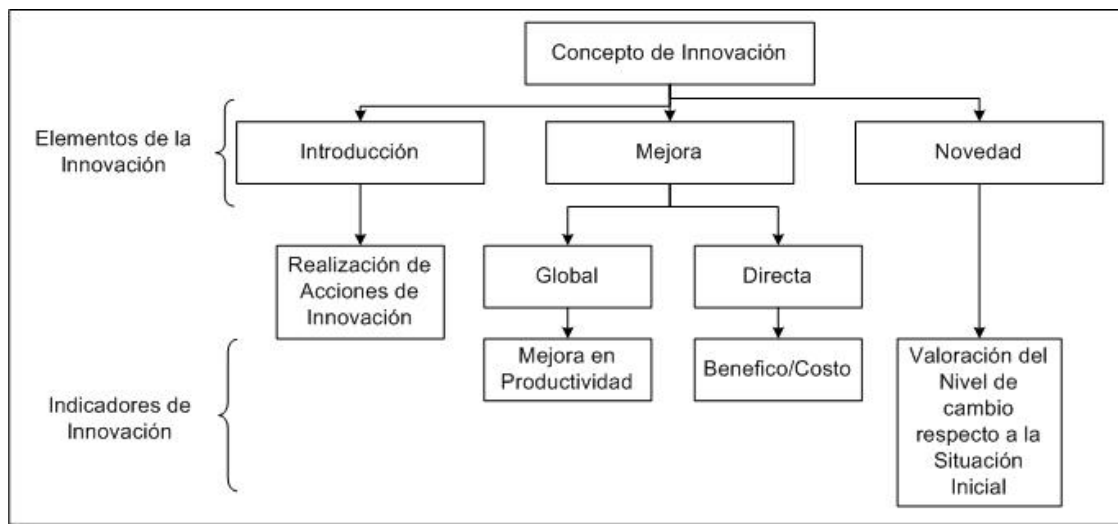 Concepto de Innovación
Elementos de la
Innovación
Introducción
Mejora
Novedad
Realización de
Acciones de
Innovación
Global
Directa
Indicadores de
Innovación
Mejora en
Productividad
Benefico/Costo
Valoración del
Nivel de
cambio
respecto a la
Situación
Inicial